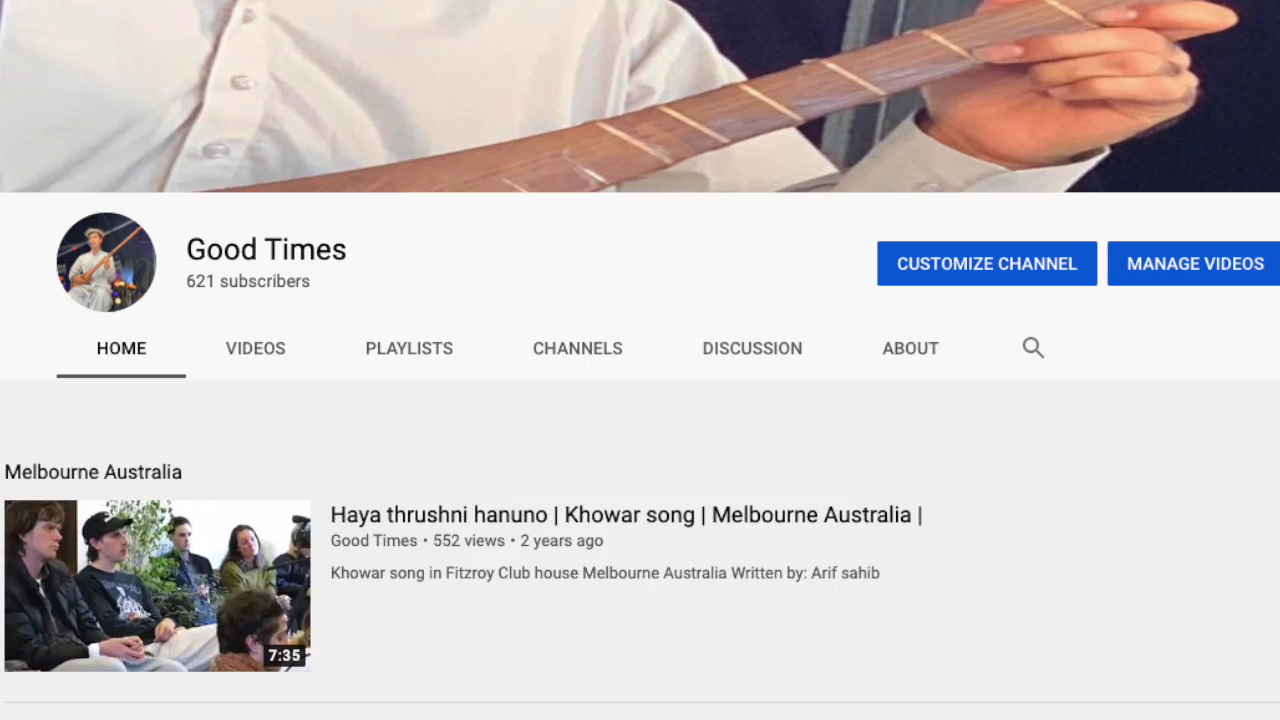 Good Times
621 subscribers
CUSTOMIZE CHANNEL
MANAGE VIDEOS
HOME
VIDEOS
PLAYLISTS
CHANNELS
DISCUSSION
ABOUT
Melbourne Australia
Haya thrushni hanuno | Khowar song | Melbourne Australia |
Good Times • 552 views • 2 years ago
Khowar song in Fitzroy Club house Melbourne Australia Written by: Arif sahib
7:35